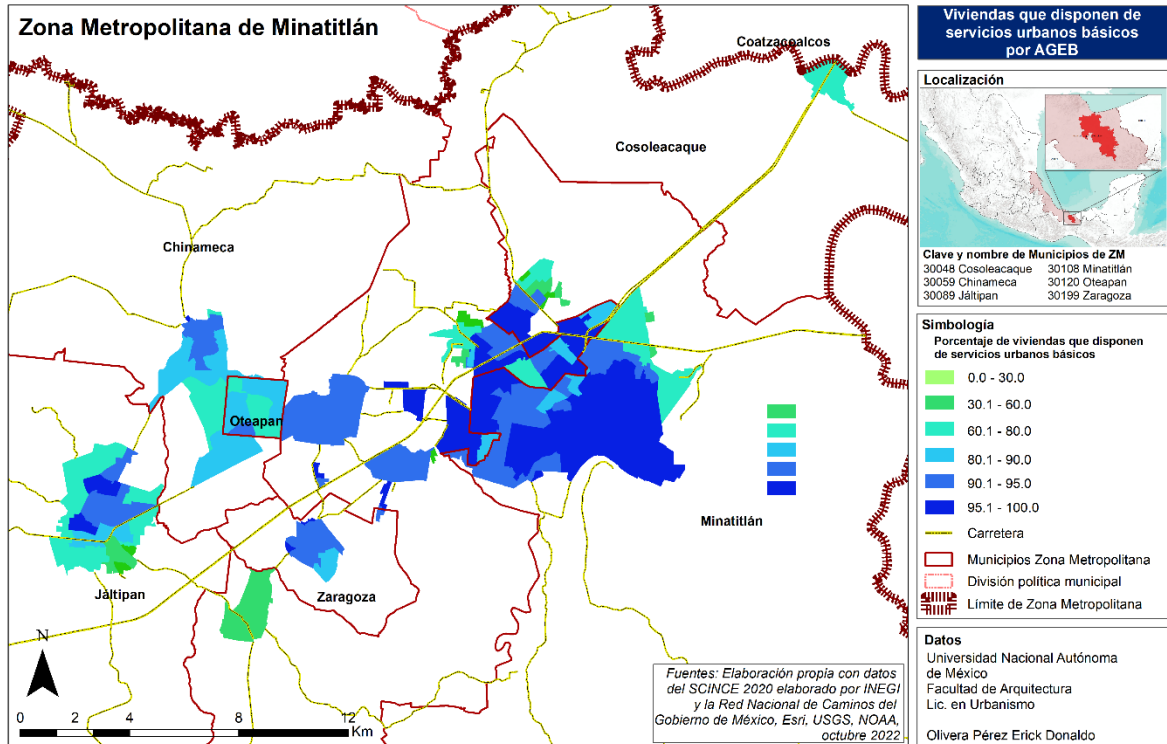 Zona Metropolitana de Minatitlán
Coatzacoalcos
Cosoleacaque
Chinameca
Oteapan
Minatitlán
Jáltipan
Zaragoza
N
0 2 4 8 12
Km
Fuentes: Elaboración propia con datos
del SCINCE 2020 elaborado por INEGI
y la Red Nacional de Caminos del
Gobierno de México, Esri, USGS, NOAA,
octubre 2022
Viviendas que disponen de
servicios urbanos básicos
por AGEB
Localización
Clave y nombre de Municipios de ZM
30048 Cosoleacaque 30108 Minatitlán
30059 Chinameca 30120 Oteapan
30089 Jáltipan 30199 Zaragoza
Simbología
Porcentaje de viviendas que disponen
de servicios urbanos básicos
0.0 - 30.0
30.1 - 60.0
60.1 - 80.0
80.1 - 90.0
90.1 - 95.0
95.1 - 100.0
Carretera
Municipios Zona Metropolitana
División política municipal
Límite de Zona Metropolitana
Datos
Universidad Nacional Autónoma
de México
Facultad de Arquitectura
Lic. en Urbanismo
Olivera Pérez Erick Donaldo